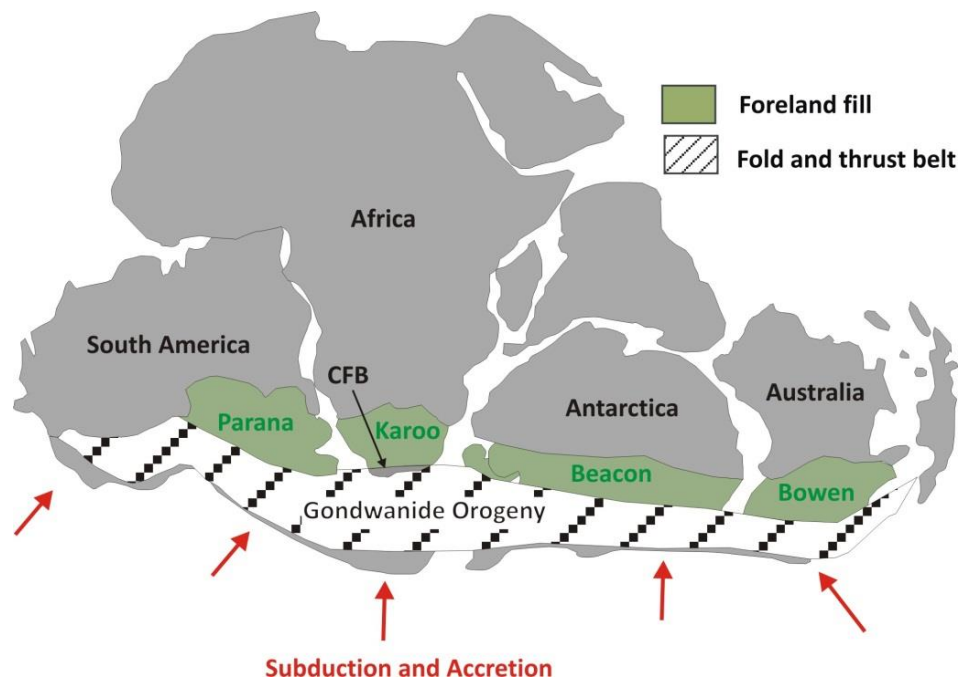 Foreland fill
Fold and thrust belt
Africa
South America
CFB
Antarctica
Australia
Parana
Karoo
Beacon
Bowen
Gondwanide Orogeny
Subduction and Accretion